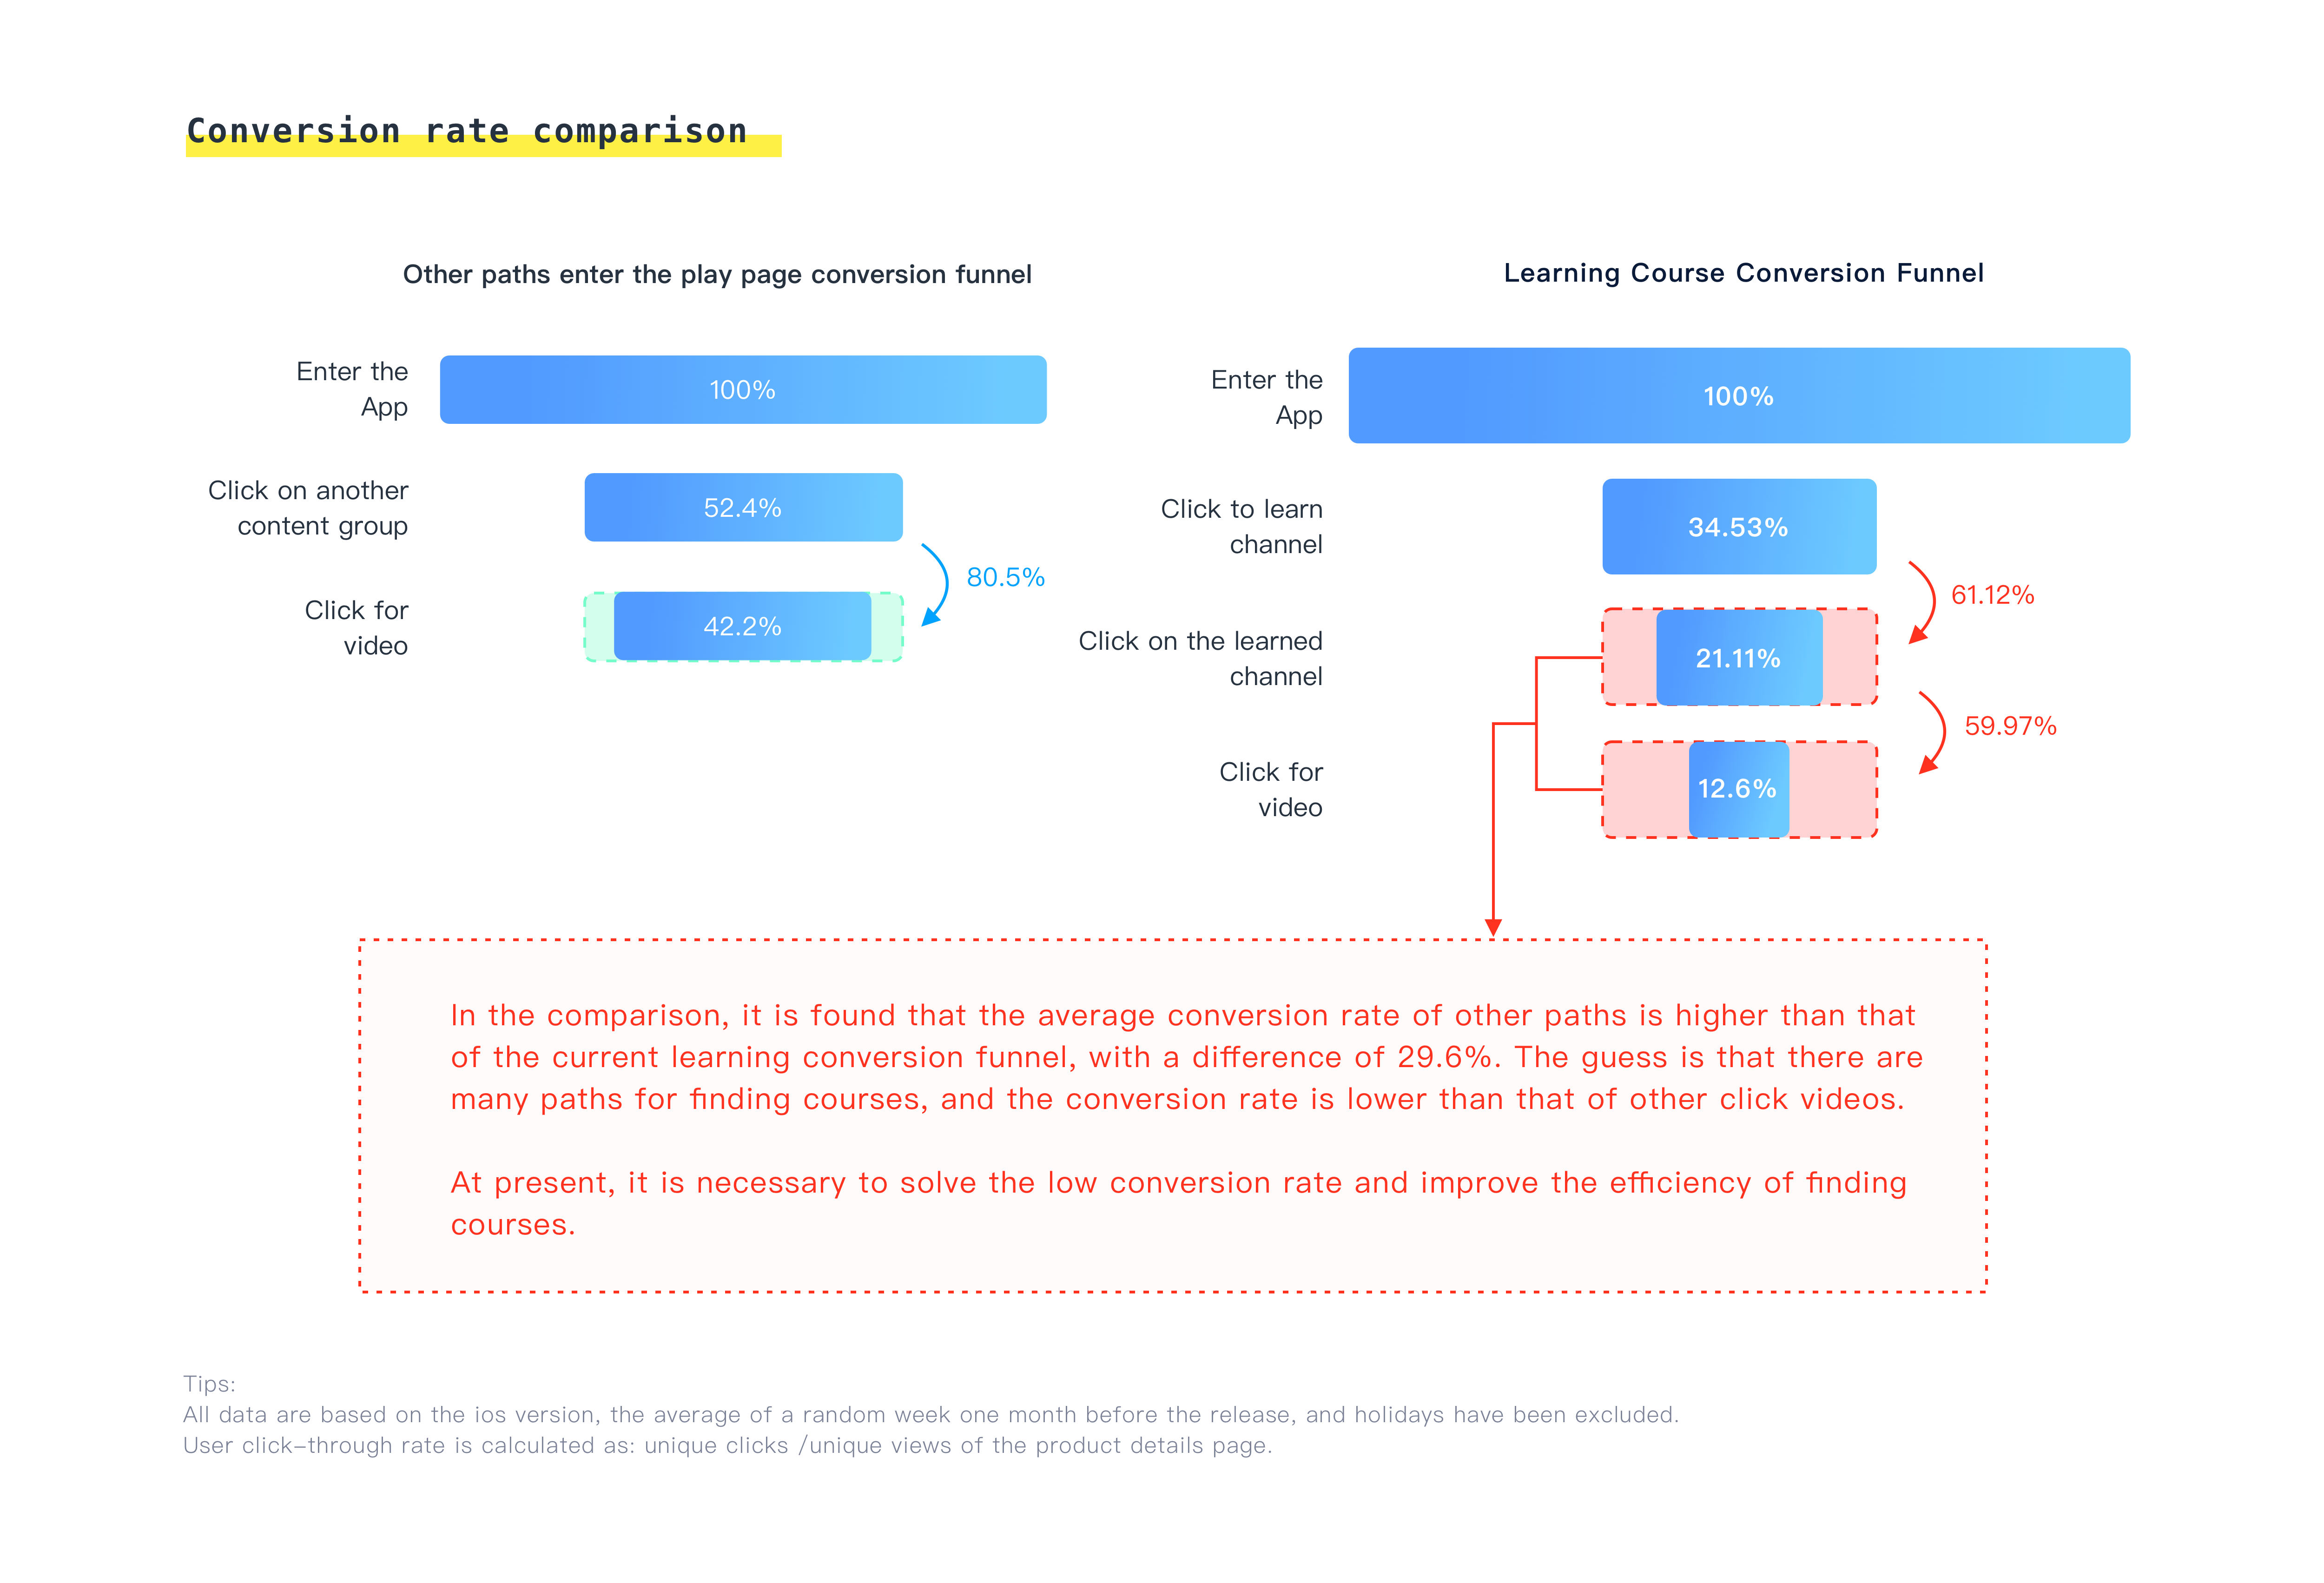 Conversion rate comparison
Other paths enter the play page conversion funnel
Enter the
App
100%
Click on another
content group
52.4%
80.5%
Click for
video
42.2%
Learning Course Conversion Funnel
Enter the
App
100%
Click to learn
channel
34.53%
61.12%
Click on the learned
channel
21.11%
59.97%
Click for
video
12.6%
In the comparison, it is found that the average conversion rate of other paths is higher than that
of the current learning conversion funnel, with a difference of 29.6%. The guess is that there are
many paths for finding courses, and the conversion rate is lower than that of other click videos.
At present, it is necessary to solve the low conversion rate and improve the efficiency of finding
courses.
Tips:
All data are based on the ios version, the average of a random week one month before the release, and holidays have been excluded.
User click–through rate is calculated as: unique clicks /unique views of the product details page.